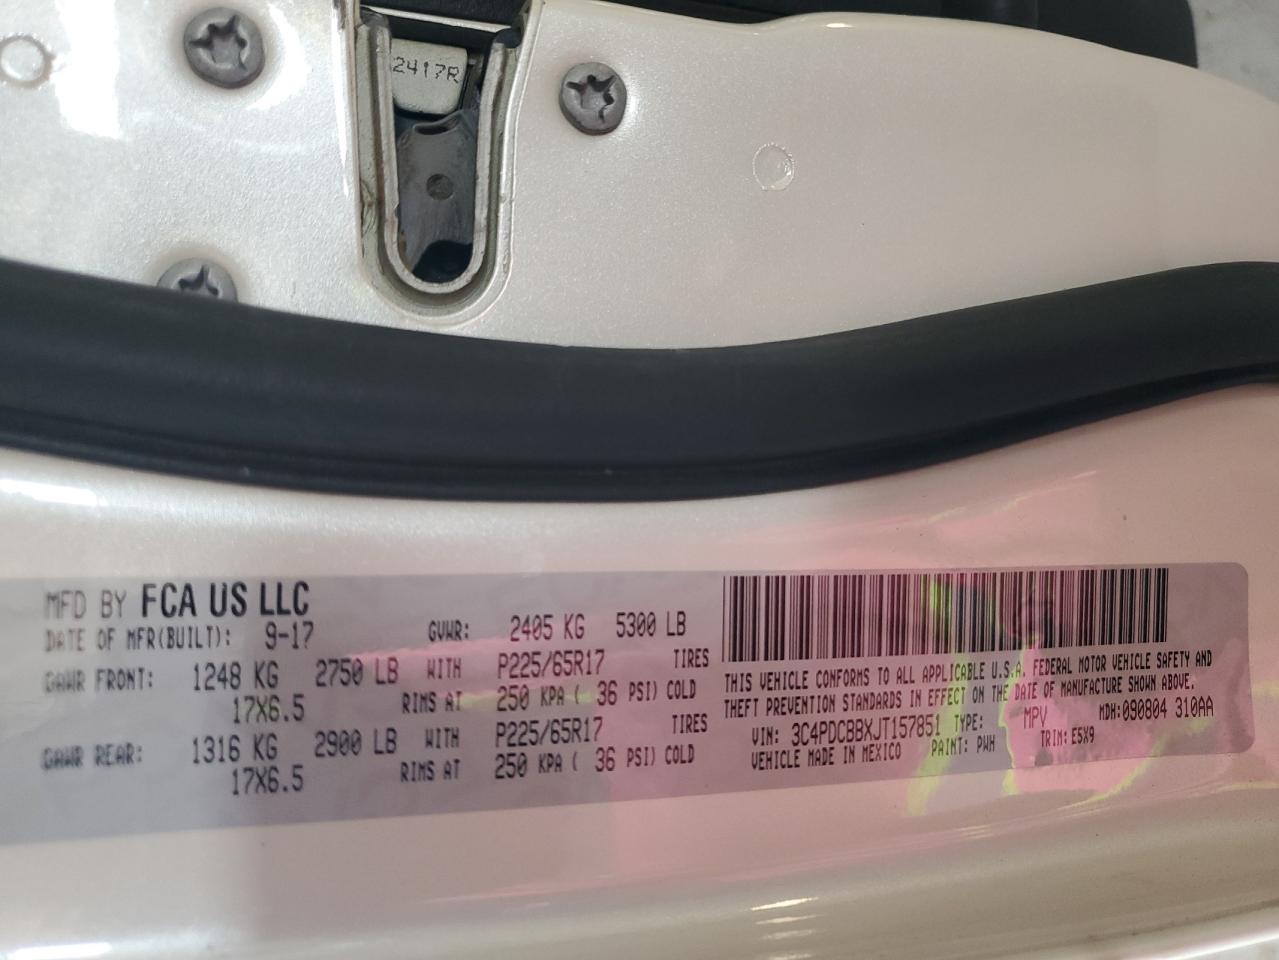 2417R
MFD BY FCA US LLC
DATE OF MFR(BUILT): 9-17 GVWR: 2405 KG 5300 LB
GAWR FRONT: 1248 KG 2750 LB WITH P225/65R17 TIRES
17X6.5 RIMS AT 250 KPA ( 36 PSI) COLD
GAWR REAR: 1316 KG 2900 LB WITH P225/65R17 TIRES
17X6.5 RIMS AT 250 KPA ( 36 PSI) COLD
THIS VEHICLE CONFORMS TO ALL APPLICABLE U.S.A. FEDERAL MOTOR VEHICLE SAFETY AND
THEFT PREVENTION STANDARDS IN EFFECT ON THE DATE OF MANUFACTURE SHOWN ABOVE.
VIN: 3C4PDCBBXJT157851 TYPE: MPV MDH:090804 310AA
VEHICLE MADE IN MEXICO PAINT: PWH TRIM: E5X9